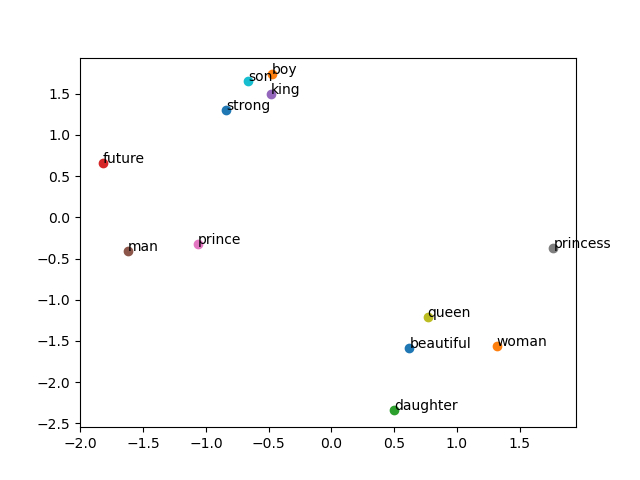 boy
son
king
strong
future
man
prince
princess
queen
beautiful
woman
daughter
1.5
1.0
0.5
0.0
−0.5
−1.0
−1.5
−2.0
−2.5
−2.0
−1.5
−1.0
−0.5
0.0
0.5
1.0
1.5